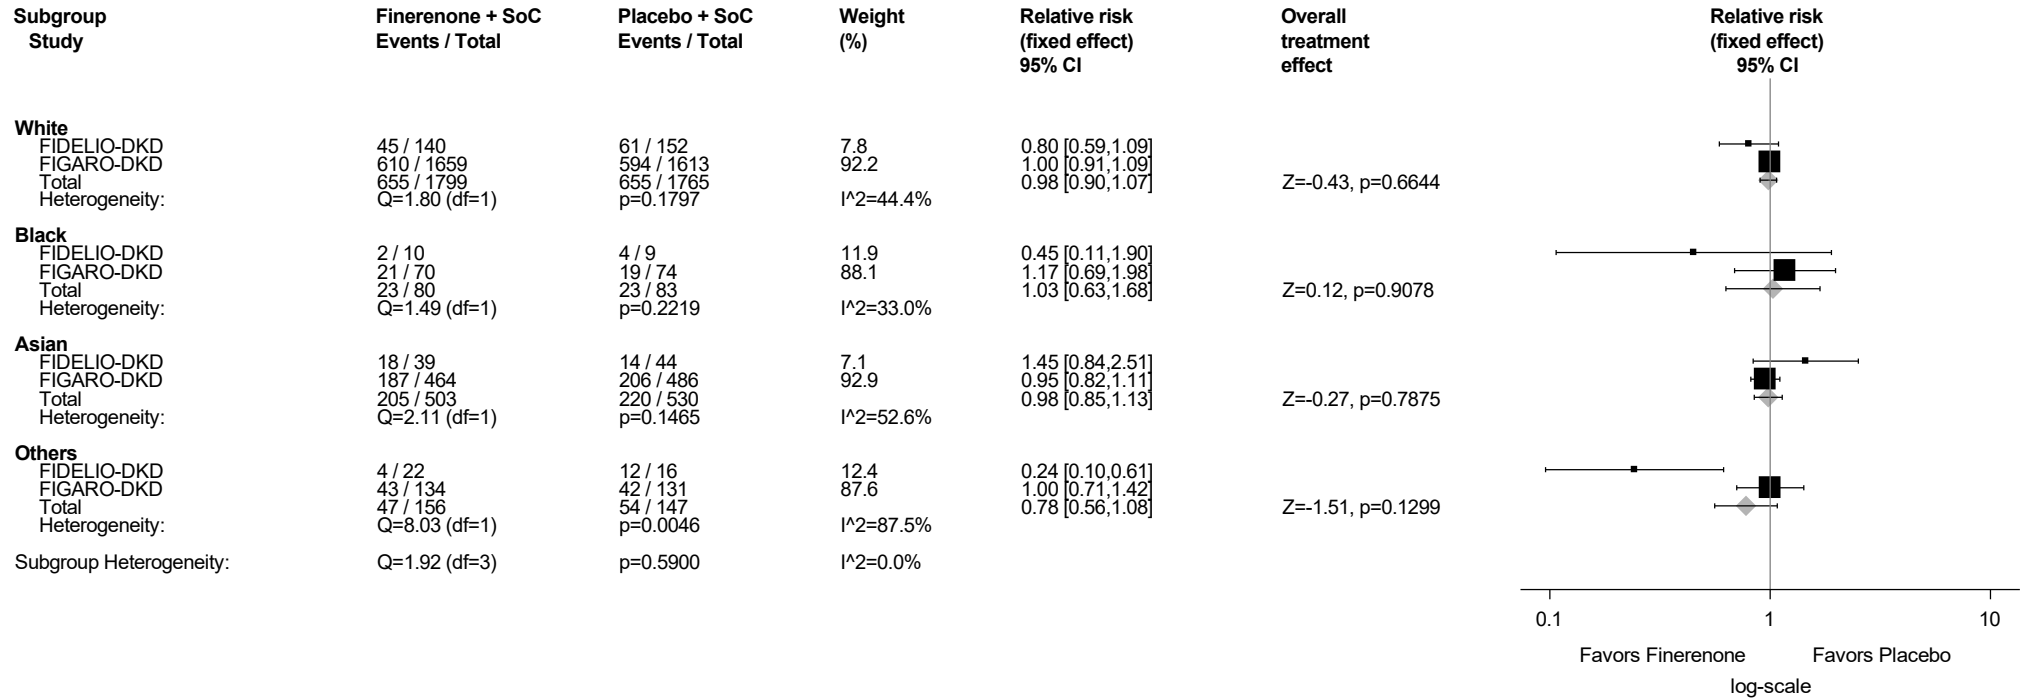 Subgroup Finerenone + SoC Placebo + SoC Weight Relative risk Overall Relative risk
Study Events / Total Events / Total (%) (fixed effect) treatment (fixed effect)
95% CI effect 95% CI
White
FIDELIO-DKD 45 / 140 61 / 152 7.8 0.80 [0.59,1.09]
FIGARO-DKD 610 / 1659 594 / 1613 92.2 1.00 [0.91,1.09]
Total 655 / 1799 655 / 1765 0.98 [0.90,1.07] Z=-0.43, p=0.6644
Heterogeneity: Q=1.80 (df=1) p=0.1797 I^2=44.4%
Black
FIDELIO-DKD 2 / 10 4 / 9 11.9 0.45 [0.11,1.90]
FIGARO-DKD 21 / 70 19 / 74 88.1 1.17 [0.69,1.98]
Total 23 / 80 23 / 83 1.03 [0.63,1.68] Z=0.12, p=0.9078
Heterogeneity: Q=1.49 (df=1) p=0.2219 I^2=33.0%
Asian
FIDELIO-DKD 18 / 39 14 / 44 7.1 1.45 [0.84,2.51]
FIGARO-DKD 187 / 464 206 / 486 92.9 0.95 [0.82,1.11]
Total 205 / 503 220 / 530 0.98 [0.85,1.13] Z=-0.27, p=0.7875
Heterogeneity: Q=2.11 (df=1) p=0.1465 I^2=52.6%
Others
FIDELIO-DKD 4 / 22 12 / 16 12.4 0.24 [0.10,0.61]
FIGARO-DKD 43 / 134 42 / 131 87.6 1.00 [0.71,1.42]
Total 47 / 156 54 / 147 0.78 [0.56,1.08] Z=-1.51, p=0.1299
Heterogeneity: Q=8.03 (df=1) p=0.0046 I^2=87.5%
Subgroup Heterogeneity: Q=1.92 (df=3) p=0.5900 I^2=0.0%
0.1 1 10
Favors Finerenone Favors Placebo
log-scale